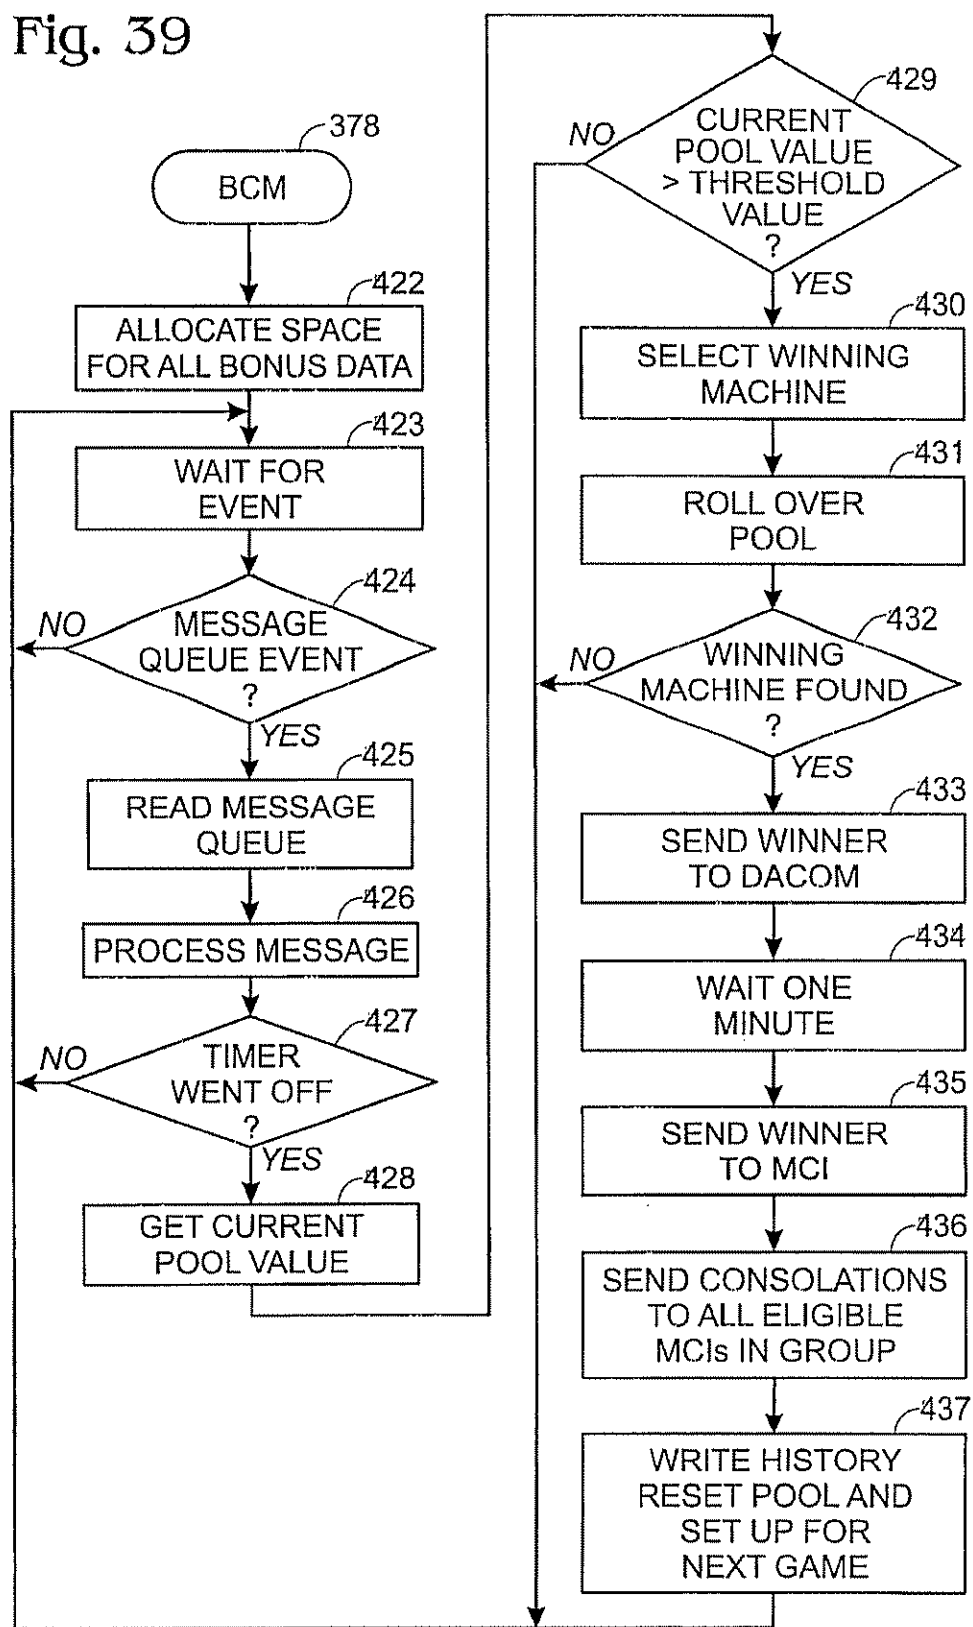 Fig. 39
378
BCM
422
ALLOCATE SPACE
FOR ALL BONUS DATA
423
WAIT FOR
EVENT
424
NO
MESSAGE
QUEUE EVENT
?
YES
425
READ MESSAGE
QUEUE
426
PROCESS MESSAGE
427
NO
TIMER
WENT OFF
?
YES
428
GET CURRENT
POOL VALUE
429
NO
CURRENT
POOL VALUE
> THRESHOLD
VALUE
?
YES
430
SELECT WINNING
MACHINE
431
ROLL OVER
POOL
432
NO
WINNING
MACHINE FOUND
?
YES
433
SEND WINNER
TO DACOM
434
WAIT ONE
MINUTE
435
SEND WINNER
TO MCI
436
SEND CONSOLATIONS
TO ALL ELIGIBLE
MCIs IN GROUP
437
WRITE HISTORY
RESET POOL AND
SET UP FOR
NEXT GAME